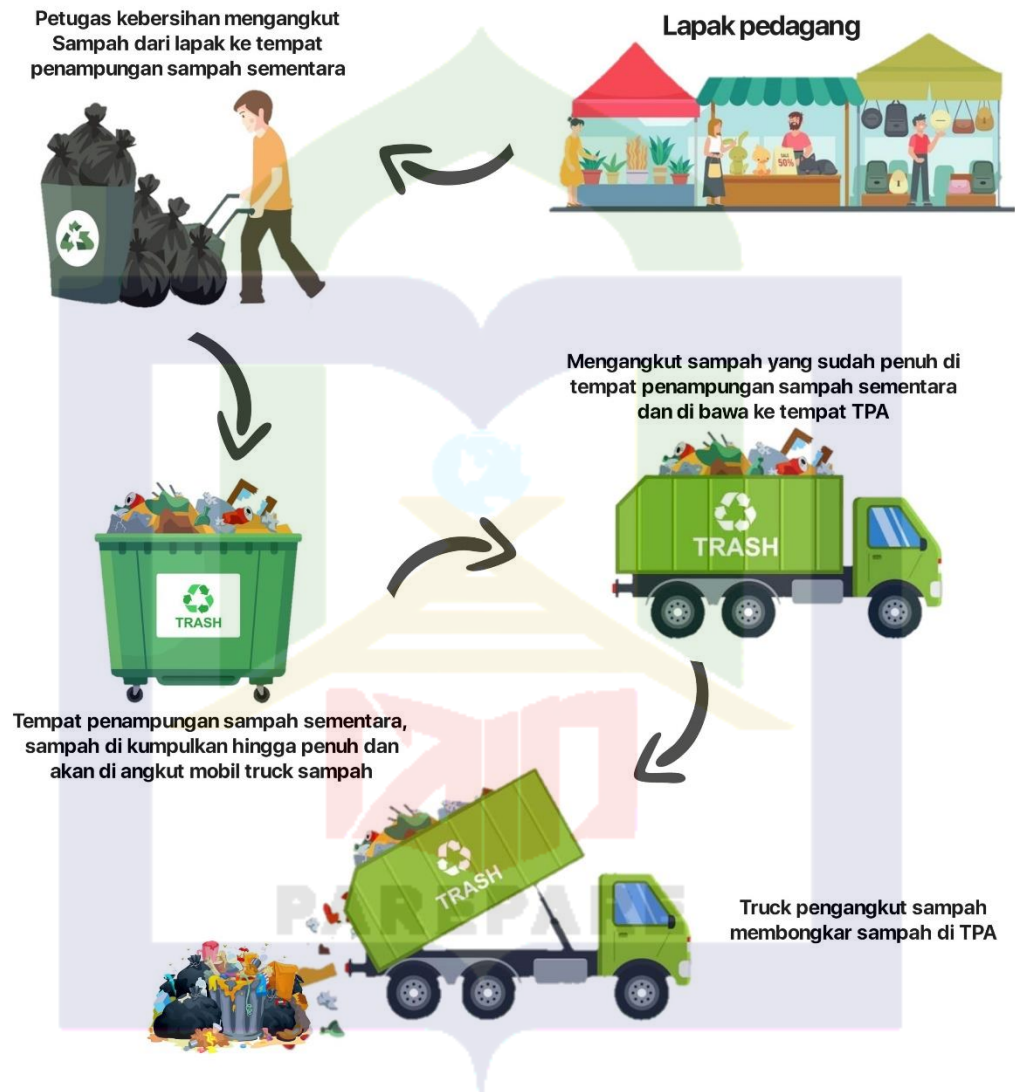 Lapak pedagang
Petugas kebersihan mengangkut
Sampah dari lapak ke tempat
penampungan sampah sementara
SALE
50%
TRASH
Tempat penampungan sampah sementara,
sampah di kumpulkan hingga penuh dan
akan di angkut mobil truck sampah
Mengangkut sampah yang sudah penuh di
tempat penampungan sampah sementara
dan di bawa ke tempat TPA
TRASH
TRASH
Truck pengangkut sampah
membongkar sampah di TPA
PAREPARE